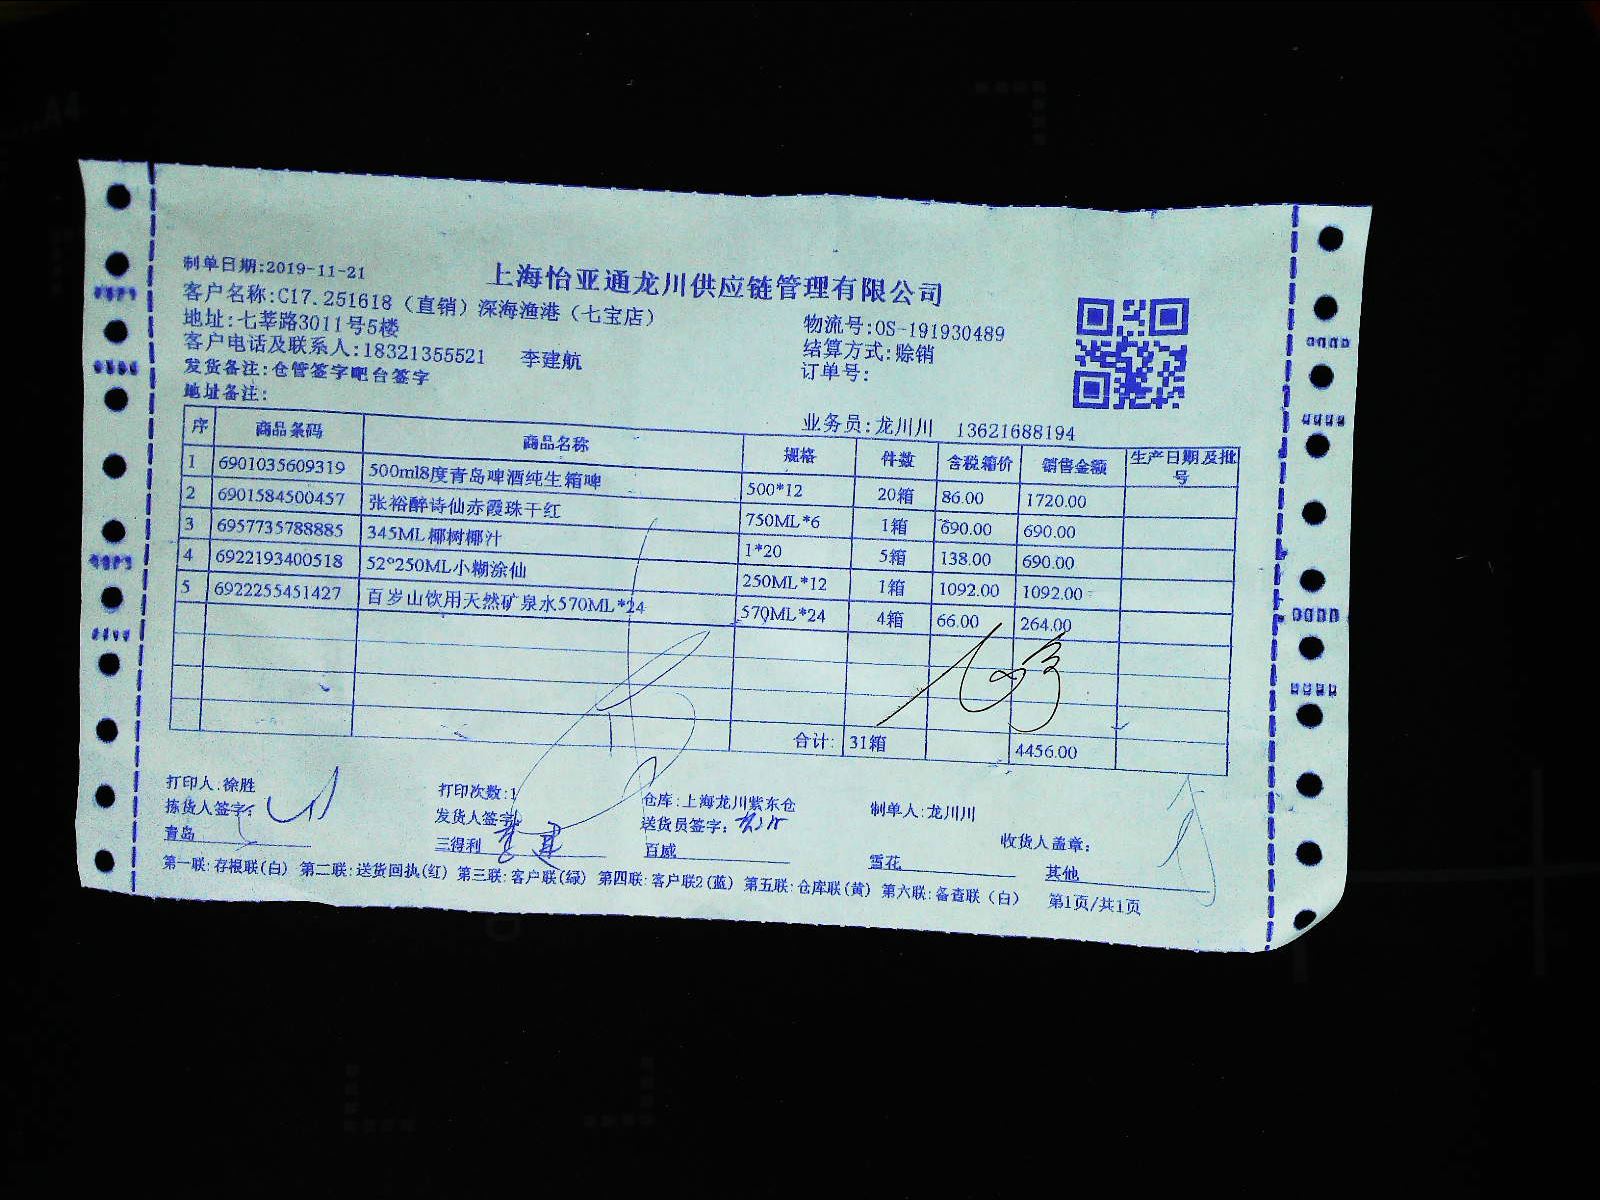 上海怡亚通龙川供应链管理有限公司
制单日期:2019-11-21
客户名称:C17.251618（直销）深海渔港（七宝店）
物流号:OS-191930489
地址:七莘路3011号5楼
结算方式:赊销
客户电话及联系人:18321355521 李建航
订单号:
发货备注:仓管签字吧台签字
地址备注:
业务员:龙川川 13621688194
序 商品条码 商品名称 规格 件数 含税箱价 销售金额 生产日期及批号
1 6901035609319 500ml8度青岛啤酒纯生箱啤 500*12 20箱 86.00 1720.00
2 6901584500457 张裕醉诗仙赤霞珠干红 750ML*6 1箱 690.00 690.00
3 6957735788885 345ML椰树椰汁 1*20 5箱 138.00 690.00
4 6922193400518 52°250ML小糊涂仙 250ML*12 1箱 1092.00 1092.00
5 6922255451427 百岁山饮用天然矿泉水570ML*24 570ML*24 4箱 66.00 264.00
合计: 31箱 4456.00
打印人:徐胜 打印次数:1 仓库:上海龙川紫东仓 制单人:龙川川
拣货人签字: 发货人签字: 送货员签字: 收货人盖章:
青岛 三得利 百威 雪花 其他
第一联:存根联(白) 第二联:送货回执(红) 第三联:客户联(绿) 第四联:客户联2(蓝) 第五联:仓库联(黄) 第六联:备查联（白） 第1页/共1页